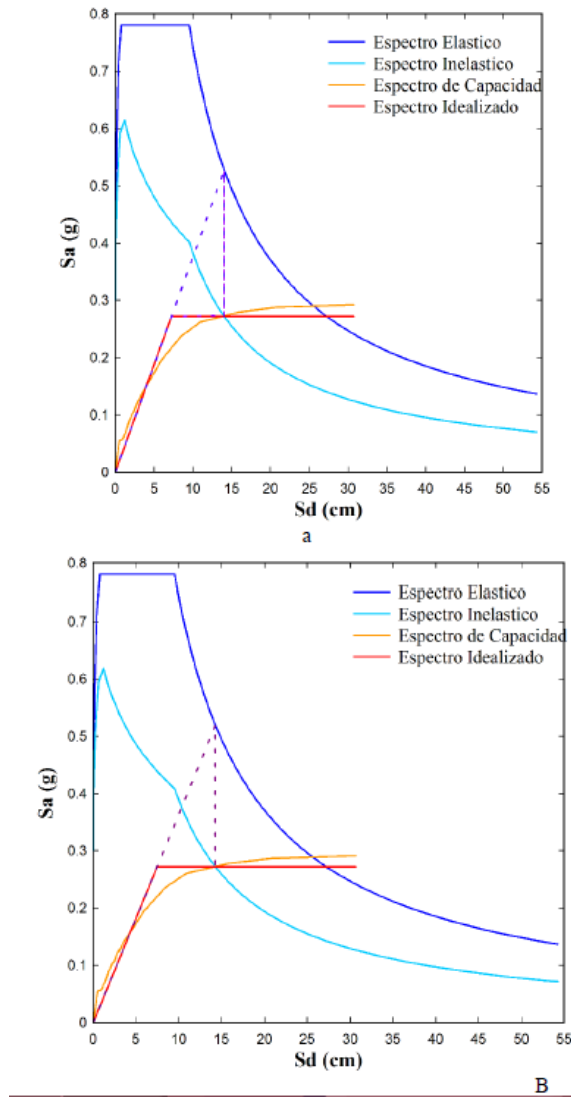 0.8
0.7
0.6
0.5
0.4
0.3
0.2
0.1
0
Sa (g)
Espectro Elastico
Espectro Inelastico
Espectro de Capacidad
Espectro Idealizado
0 5 10 15 20 25 30 35 40 45 50 55
Sd (cm)
a
0.8
0.7
0.6
0.5
0.4
0.3
0.2
0.1
0
Sa (g)
Espectro Elastico
Espectro Inelastico
Espectro de Capacidad
Espectro Idealizado
0 5 10 15 20 25 30 35 40 45 50 55
Sd (cm)
B